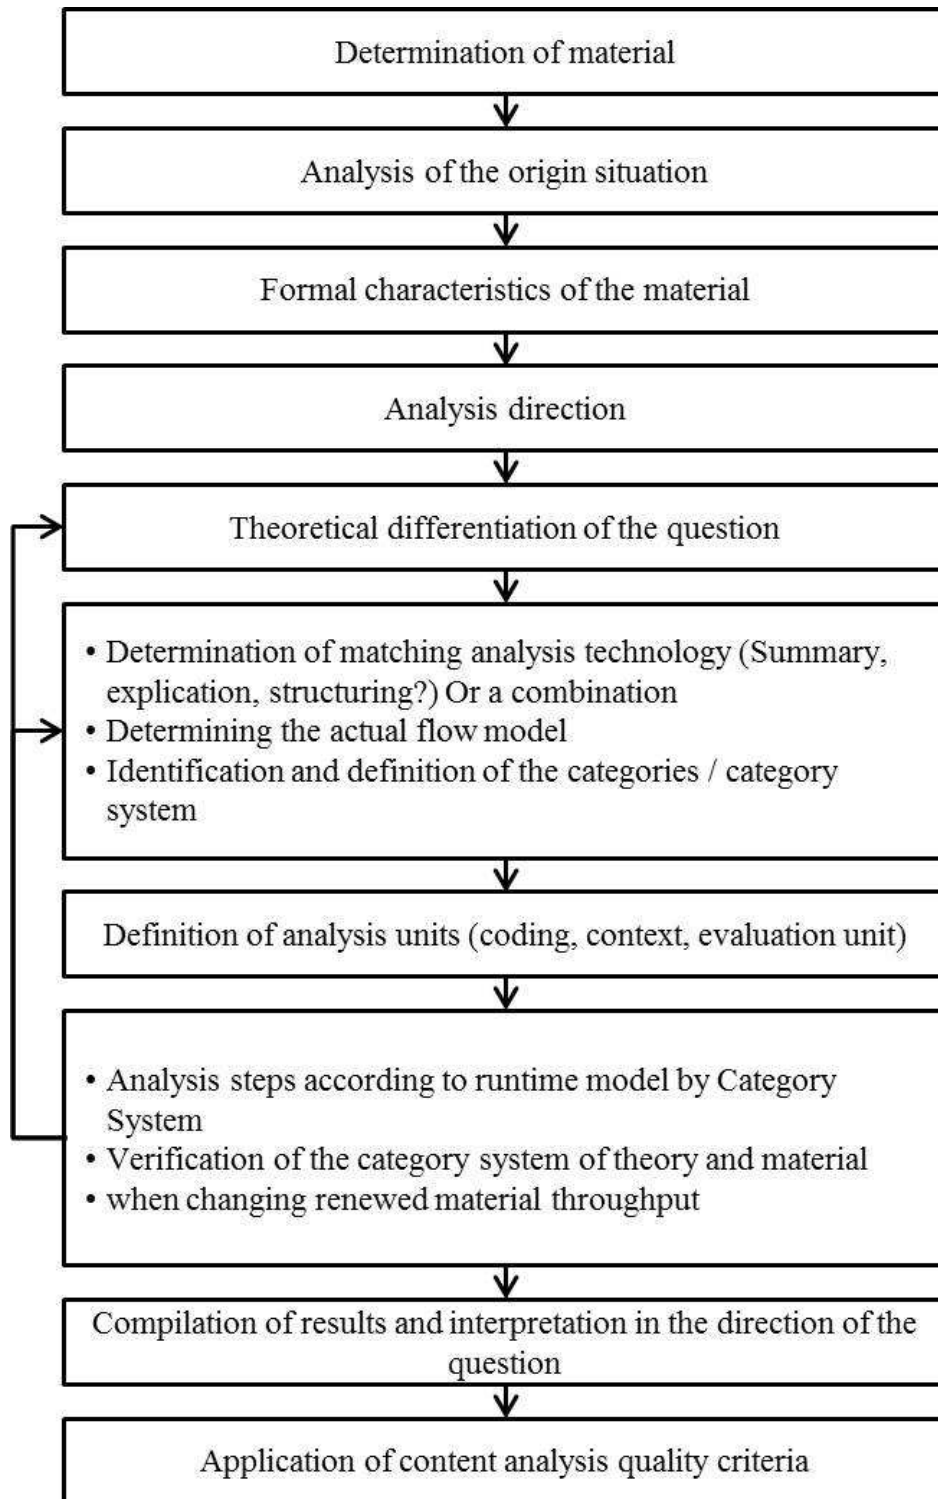 Determination of material
Analysis of the origin situation
Formal characteristics of the material
Analysis direction
Theoretical differentiation of the question
• Determination of matching analysis technology (Summary,
explication, structuring?) Or a combination
• Determining the actual flow model
• Identification and definition of the categories / category
system
Definition of analysis units (coding, context, evaluation unit)
• Analysis steps according to runtime model by Category
System
• Verification of the category system of theory and material
• when changing renewed material throughput
Compilation of results and interpretation in the direction of the
question
Application of content analysis quality criteria